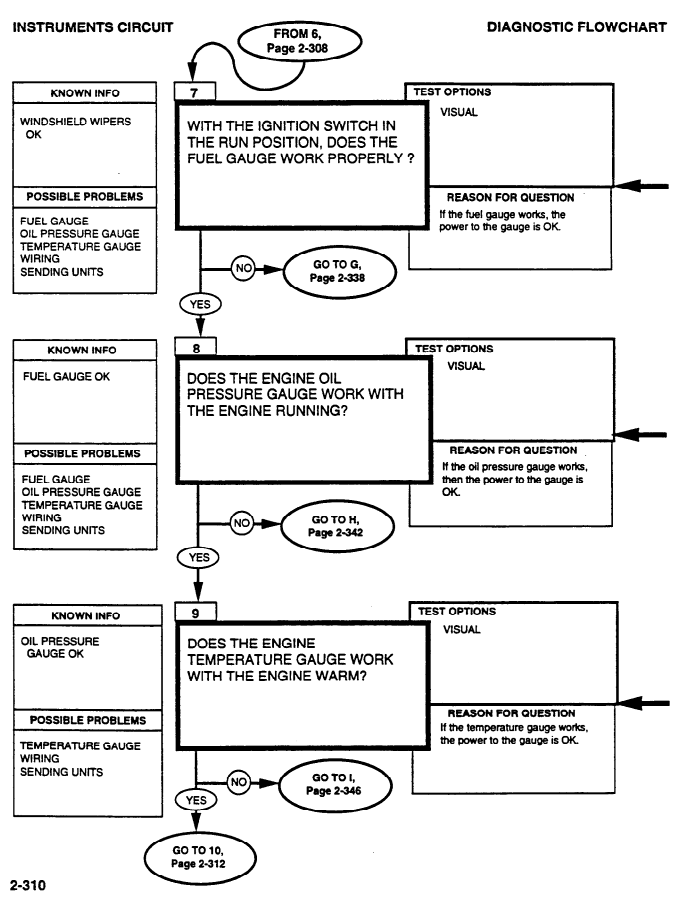 INSTRUMENTS CIRCUIT
DIAGNOSTIC FLOWCHART
FROM 6,
Page 2-308
KNOWN INFO
WINDSHIELD WIPERS
OK
POSSIBLE PROBLEMS
FUEL GAUGE
OIL PRESSURE GAUGE
TEMPERATURE GAUGE
WIRING
SENDING UNITS
7
WITH THE IGNITION SWITCH IN
THE RUN POSITION, DOES THE
FUEL GAUGE WORK PROPERLY ?
TEST OPTIONS
VISUAL
REASON FOR QUESTION
If the fuel gauge works, the
power to the gauge is OK.
NO
GO TO G,
Page 2-338
YES
KNOWN INFO
FUEL GAUGE OK
POSSIBLE PROBLEMS
FUEL GAUGE
OIL PRESSURE GAUGE
TEMPERATURE GAUGE
WIRING
SENDING UNITS
8
DOES THE ENGINE OIL
PRESSURE GAUGE WORK WITH
THE ENGINE RUNNING?
TEST OPTIONS
VISUAL
REASON FOR QUESTION
If the oil pressure gauge works,
then the power to the gauge is
OK.
NO
GO TO H,
Page 2-342
YES
KNOWN INFO
OIL PRESSURE
GAUGE OK
POSSIBLE PROBLEMS
TEMPERATURE GAUGE
WIRING
SENDING UNITS
9
DOES THE ENGINE
TEMPERATURE GAUGE WORK
WITH THE ENGINE WARM?
TEST OPTIONS
VISUAL
REASON FOR QUESTION
If the temperature gauge works,
the power to the gauge is OK.
NO
GO TO I,
Page 2-346
YES
GO TO 10,
Page 2-312
2-310